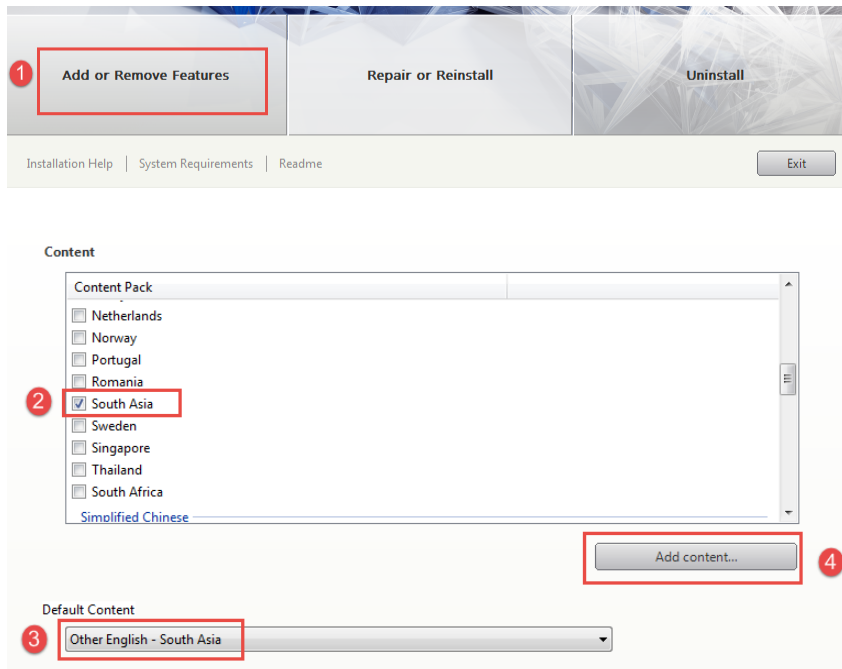 1
Add or Remove Features
Repair or Reinstall
Uninstall
Installation Help
System Requirements
Readme
Exit
Content
Content Pack
Netherlands
Norway
Portugal
Romania
2
South Asia
Sweden
Singapore
Thailand
South Africa
Simplified Chinese
Add content...
4
Default Content
3
Other English - South Asia